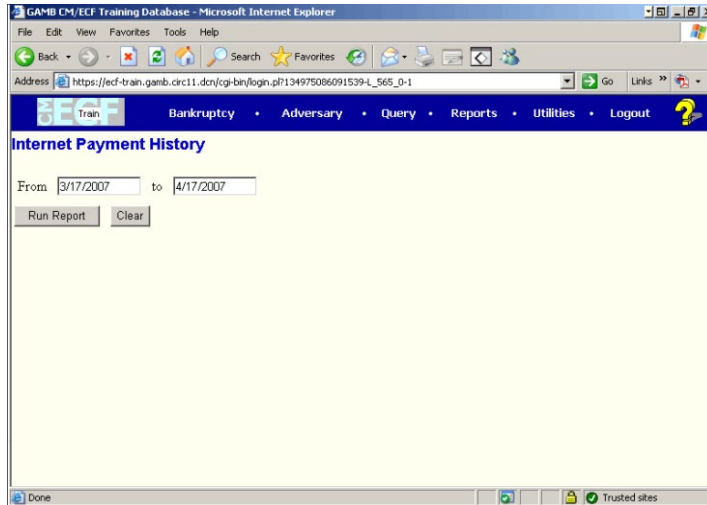 GAMB CM/ECF Training Database - Microsoft Internet Explorer
File Edit View Favorites Tools Help
Back Search Favorites
Address https://ecf-train.gamb.circ11.dcn/cgi-bin/login.pl?134975086091539-L_565_0-1 Go Links »
CM ECF Train Bankruptcy • Adversary • Query • Reports • Utilities • Logout ?
Internet Payment History
From 3/17/2007 to 4/17/2007
Run Report Clear
Done Trusted sites